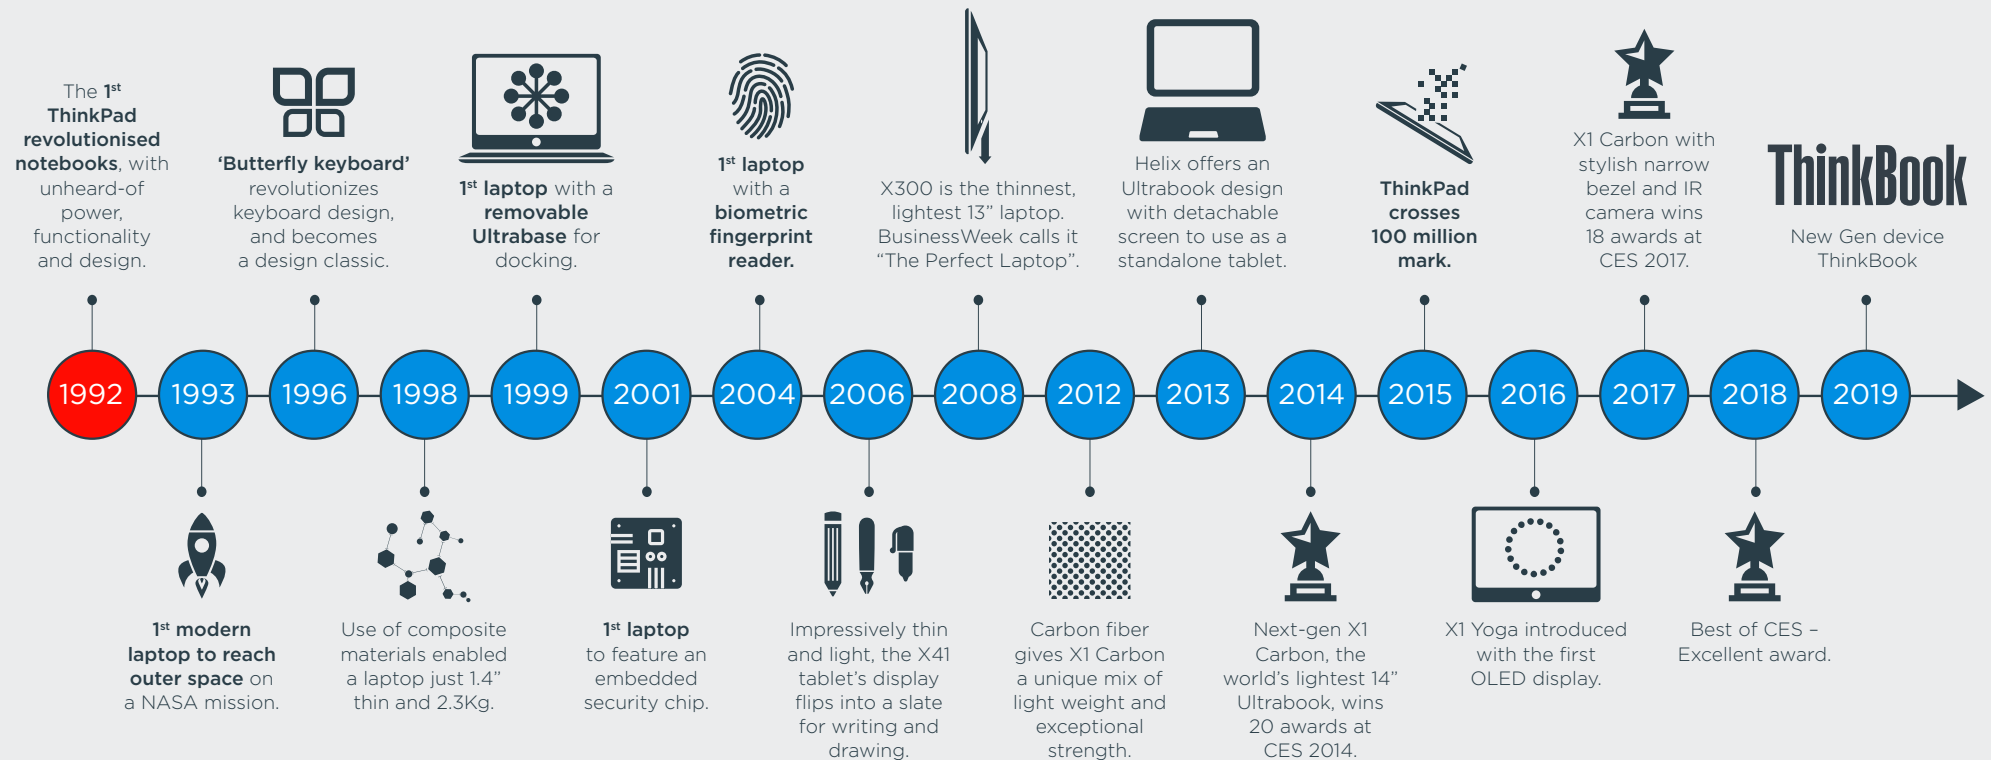 The 1st
ThinkPad
revolutionised
notebooks, with
unheard-of
power,
functionality
and design.
‘Butterfly keyboard’
revolutionizes
keyboard design,
and becomes
a design classic.
1st laptop with a
removable
Ultrabase for
docking.
1st laptop
with a
biometric
fingerprint
reader.
X300 is the thinnest,
lightest 13” laptop.
BusinessWeek calls it
“The Perfect Laptop”.
Helix offers an
Ultrabook design
with detachable
screen to use as a
standalone tablet.
ThinkPad
crosses
100 million
mark.
X1 Carbon with
stylish narrow
bezel and IR
camera wins
18 awards at
CES 2017.
ThinkBook
New Gen device
ThinkBook
1992 1993 1996 1998 1999 2001 2004 2006 2008 2012 2013 2014 2015 2016 2017 2018 2019
1st modern
laptop to reach
outer space on
a NASA mission.
Use of composite
materials enabled
a laptop just 1.4”
thin and 2.3Kg.
1st laptop
to feature an
embedded
security chip.
Impressively thin
and light, the X41
tablet’s display
flips into a slate
for writing and
drawing.
Carbon fiber
gives X1 Carbon
a unique mix of
light weight and
exceptional
strength.
Next-gen X1
Carbon, the
world’s lightest 14”
Ultrabook, wins
20 awards at
CES 2014.
X1 Yoga introduced
with the first
OLED display.
Best of CES –
Excellent award.